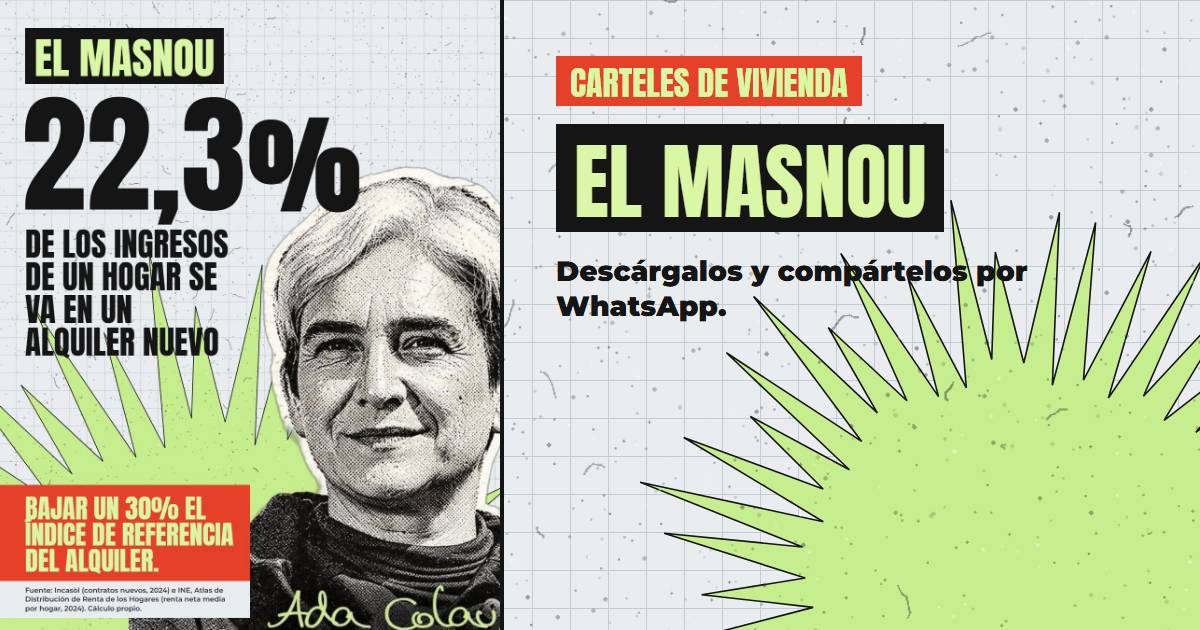 EL MASNOU
22,3%
DE LOS INGRESOS
DE UN HOGAR SE
VA EN UN
ALQUILER NUEVO
BAJAR UN 30% EL
ÍNDICE DE REFERENCIA
DEL ALQUILER.
Fuente: Incasòl (contratos nuevos, 2024) e INE, Atlas de
Distribución de Renta de los Hogares (renta neta media
por hogar, 2024). Cálculo propio.
Ada Colau
CARTELES DE VIVIENDA
EL MASNOU
Descárgalos y compártelos por
WhatsApp.